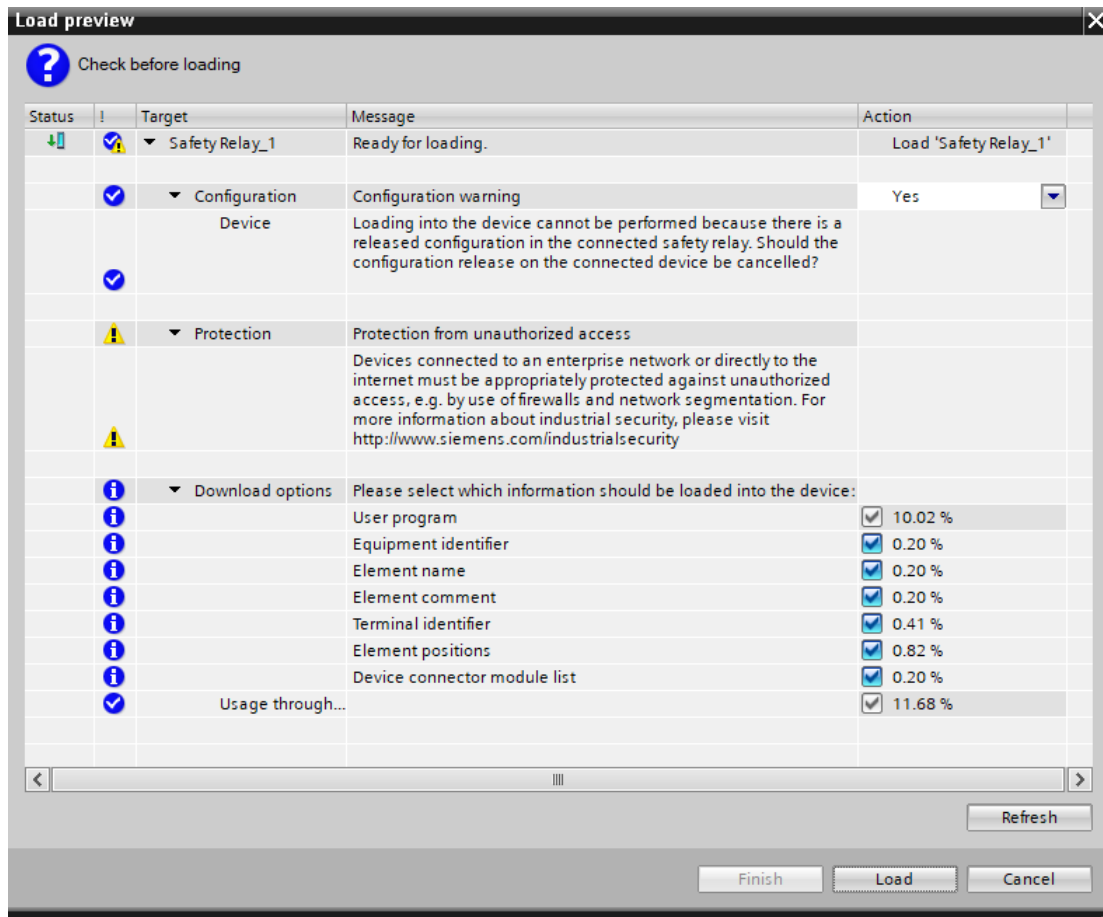 Load preview
Check before loading
Status ! Target Message Action
Safety Relay_1 Ready for loading. Load 'Safety Relay_1'
Configuration Configuration warning Yes
Device Loading into the device cannot be performed because there is a
released configuration in the connected safety relay. Should the
configuration release on the connected device be cancelled?
Protection Protection from unauthorized access
Devices connected to an enterprise network or directly to the
internet must be appropriately protected against unauthorized
access, e.g. by use of firewalls and network segmentation. For
more information about industrial security, please visit
http://www.siemens.com/industrialsecurity
Download options Please select which information should be loaded into the device:
User program 10.02 %
Equipment identifier 0.20 %
Element name 0.20 %
Element comment 0.20 %
Terminal identifier 0.41 %
Element positions 0.82 %
Device connector module list 0.20 %
Usage through... 11.68 %
Refresh
Finish Load Cancel